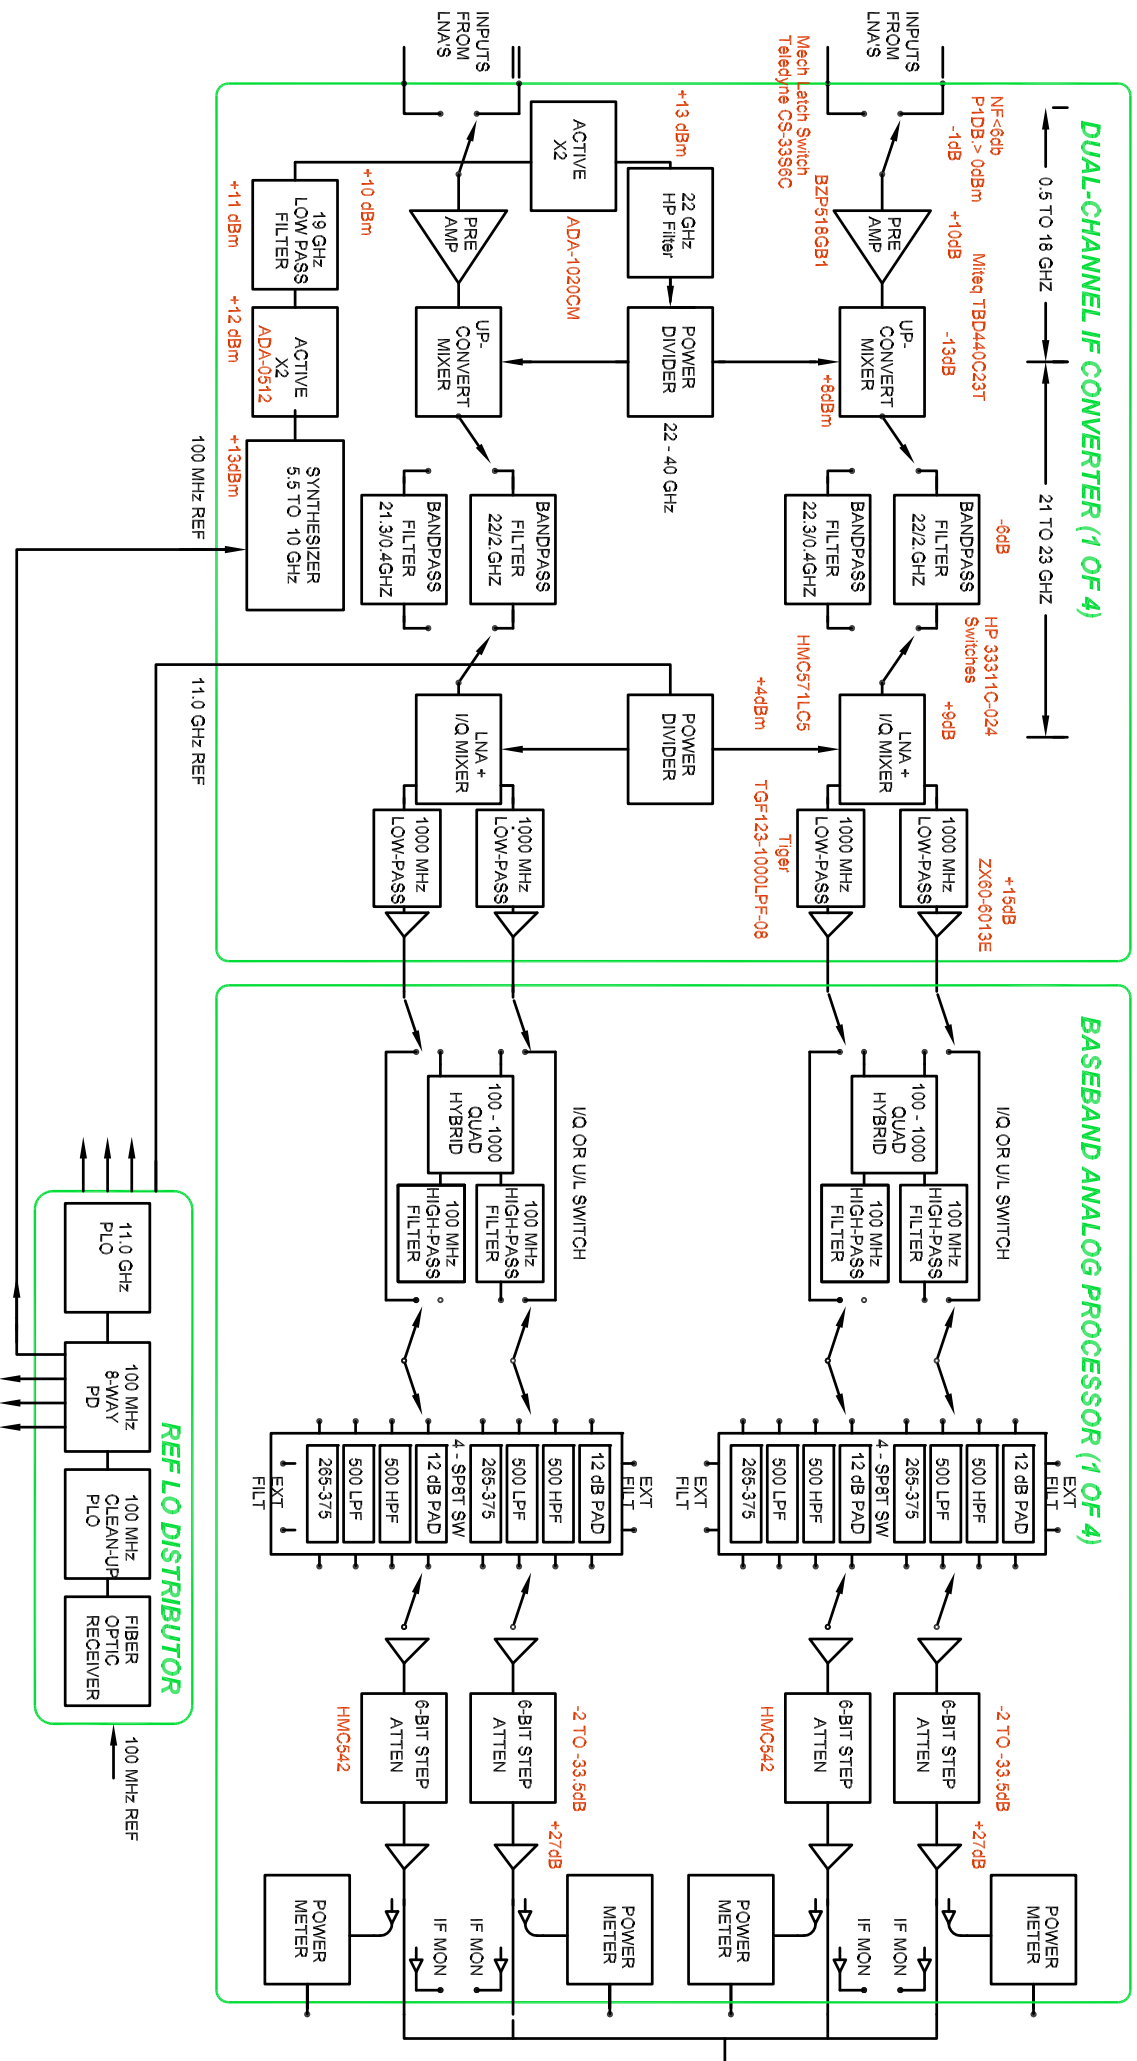 DUAL-CHANNEL IF CONVERTER (1 OF 4)
0.5 TO 18 GHZ
21 TO 23 GHZ
NF<6db
P1DB.> 0dBm
-1dB
+10dB
Miteq TBD440C23T
-13dB
-6dB
HP 33311C-024
Switches
+9dB
+15dB
ZX60-6013E
INPUTS
FROM
LNA'S
PRE
AMP
UP-
CONVERT
MIXER
BANDPASS
FILTER
22/2.GHZ
BANDPASS
FILTER
22.3/0.4GHZ
LNA +
I/Q MIXER
1000 MHz
LOW-PASS
1000 MHz
LOW-PASS
Mech Latch Switch
Teledyne CS-33S6C
BZP518GB1
+8dBm
HMC571LC5
+4dBm
Tiger
TGF123-1000LPF-08
+13 dBm
22 GHz
HP Filter
POWER
DIVIDER
22 - 40 GHz
POWER
DIVIDER
ACTIVE
X2
ADA-1020CM
INPUTS
FROM
LNA'S
PRE
AMP
UP-
CONVERT
MIXER
BANDPASS
FILTER
22/2.GHZ
BANDPASS
FILTER
21.3/0.4GHZ
LNA +
I/Q MIXER
1000 MHz
LOW-PASS
1000 MHz
LOW-PASS
+10 dBm
19 GHz
LOW PASS
FILTER
ACTIVE
X2
ADA-0512
SYNTHESIZER
5.5 TO 10 GHz
+11 dBm
+12 dBm
+13dBm
100 MHz REF
11.0 GHz REF
BASEBAND ANALOG PROCESSOR (1 OF 4)
I/Q OR U/L SWITCH
100 - 1000
QUAD
HYBRID
100 MHz
HIGH-PASS
FILTER
100 MHz
HIGH-PASS
FILTER
EXT
FILT
12 dB PAD
500 HPF
500 LPF
265-375
4 - SP8T SW
12 dB PAD
500 HPF
500 LPF
265-375
EXT
FILT
-2 TO -33.5dB
+27dB
6-BIT STEP
ATTEN
6-BIT STEP
ATTEN
HMC542
POWER
METER
IF MON
IF MON
POWER
METER
I/Q OR U/L SWITCH
100 - 1000
QUAD
HYBRID
100 MHz
HIGH-PASS
FILTER
100 MHz
HIGH-PASS
FILTER
EXT
FILT
12 dB PAD
500 HPF
500 LPF
265-375
4 - SP8T SW
12 dB PAD
500 HPF
500 LPF
265-375
EXT
FILT
-2 TO -33.5dB
+27dB
6-BIT STEP
ATTEN
6-BIT STEP
ATTEN
HMC542
POWER
METER
IF MON
IF MON
POWER
METER
REF LO DISTRIBUTOR
11.0 GHz
PLO
100 MHz
8-WAY
PD
100 MHz
CLEAN-UP
PLO
FIBER
OPTIC
RECEIVER
100 MHz REF